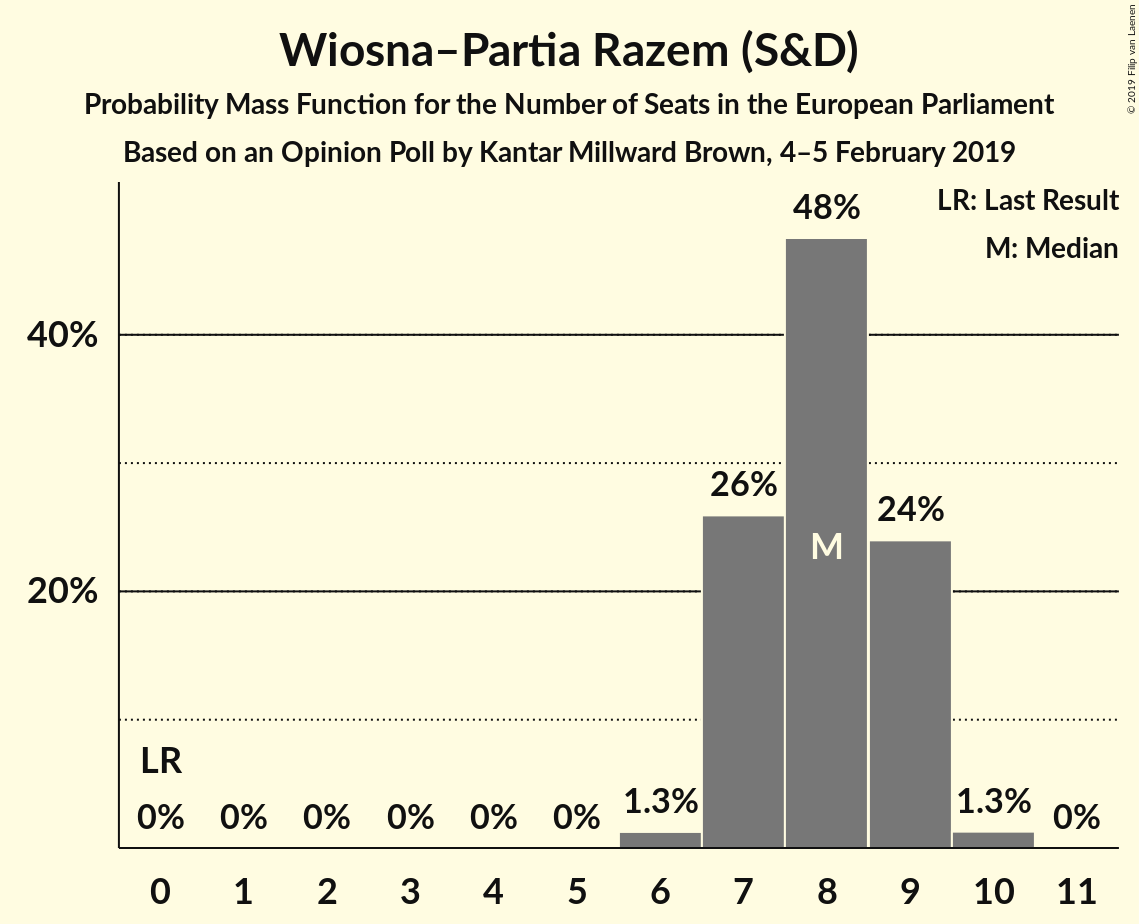 Wiosna–Partia Razem (S&D)
Probability Mass Function for the Number of Seats in the European Parliament
Based on an Opinion Poll by Kantar Millward Brown, 4–5 February 2019
© 2019 Filip van Laenen
LR: Last Result
M: Median
48%
40%
26%
24%
M
20%
LR
0% 0% 0% 0% 0% 0% 1.3% 1.3% 0%
0 1 2 3 4 5 6 7 8 9 10 11